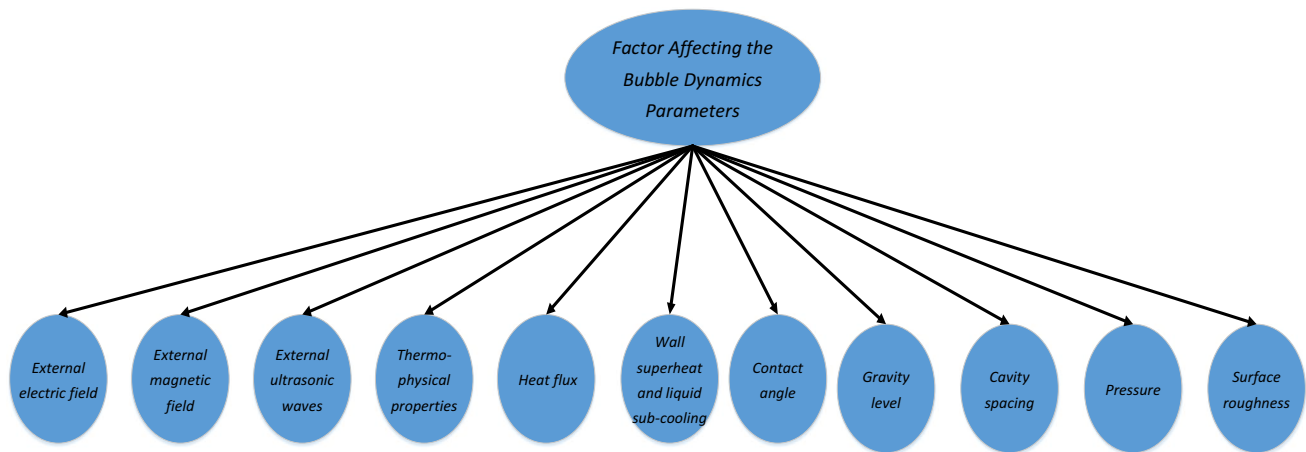 Factor Affecting the
Bubble Dynamics
Parameters
External
electric field
External
magnetic
field
External
ultrasonic
waves
Thermo-
physical
properties
Heat flux
Wall
superheat
and liquid
sub-cooling
Contact
angle
Gravity
level
Cavity
spacing
Pressure
Surface
roughness